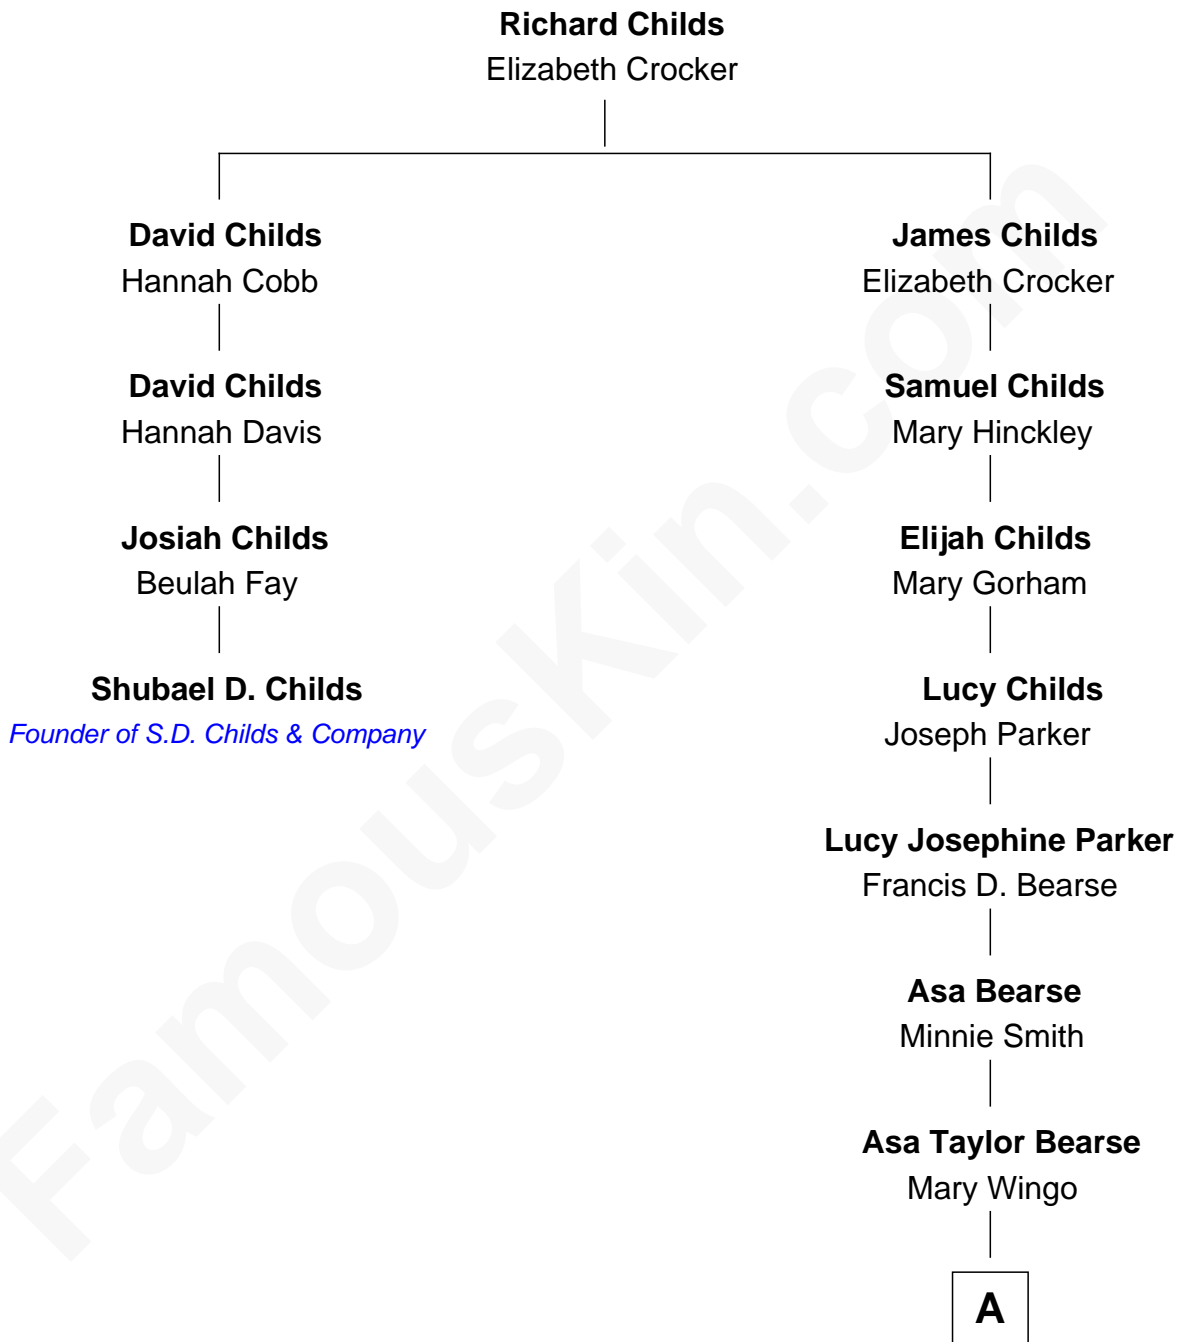 Richard Childs
Elizabeth Crocker
David Childs
Hannah Cobb
James Childs
Elizabeth Crocker
David Childs
Hannah Davis
Samuel Childs
Mary Hinckley
Josiah Childs
Beulah Fay
Elijah Childs
Mary Gorham
Shubael D. Childs
Founder of S.D. Childs & Company
Lucy Childs
Joseph Parker
Lucy Josephine Parker
Francis D. Bearse
Asa Bearse
Minnie Smith
Asa Taylor Bearse
Mary Wingo
A
FamousKin.com